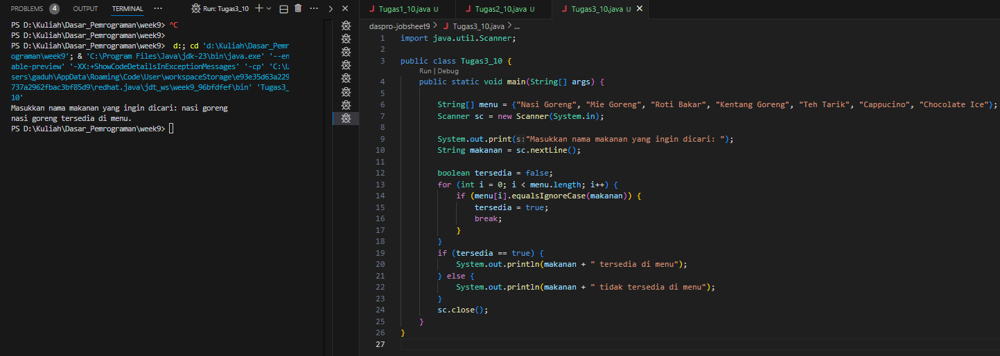 PROBLEMS 4 OUTPUT TERMINAL ··· Run: Tugas3_10
PS D:\Kuliah\Dasar_Pemrograman\week9> ^C
PS D:\Kuliah\Dasar_Pemrograman\week9>
PS D:\Kuliah\Dasar_Pemrograman\week9>  d:; cd 'd:\Kuliah\Dasar_Pemr
ograman\week9'; & 'C:\Program Files\Java\jdk-23\bin\java.exe' '--en
able-preview' '-XX:+ShowCodeDetailsInExceptionMessages' '-cp' 'C:\U
sers\gaduh\AppData\Roaming\Code\User\workspaceStorage\e93e35d63a229
737a2962fbac3bf85d9\redhat.java\jdt_ws\week9_96bfdfef\bin' 'Tugas3_
10'
Masukkan nama makanan yang ingin dicari: nasi goreng
nasi goreng tersedia di menu.
PS D:\Kuliah\Dasar_Pemrograman\week9>
J Tugas1_10.java U J Tugas2_10.java U J Tugas3_10.java U
daspro-jobsheet9 > J Tugas3_10.java > ...
1 import java.util.Scanner;
2
3 public class Tugas3_10 {
Run | Debug
4 public static void main(String[] args) {
5
6 String[] menu = {"Nasi Goreng", "Mie Goreng", "Roti Bakar", "Kentang Goreng", "Teh Tarik", "Cappucino", "Chocolate Ice"};
7 Scanner sc = new Scanner(System.in);
8
9 System.out.print(s:"Masukkan nama makanan yang ingin dicari: ");
10 String makanan = sc.nextLine();
11
12 boolean tersedia = false;
13 for (int i = 0; i < menu.length; i++) {
14 if (menu[i].equalsIgnoreCase(makanan)) {
15 tersedia = true;
16 break;
17 }
18 }
19 if (tersedia == true) {
20 System.out.println(makanan + " tersedia di menu");
21 } else {
22 System.out.println(makanan + " tidak tersedia di menu");
23 }
24 sc.close();
25 }
26 }
27